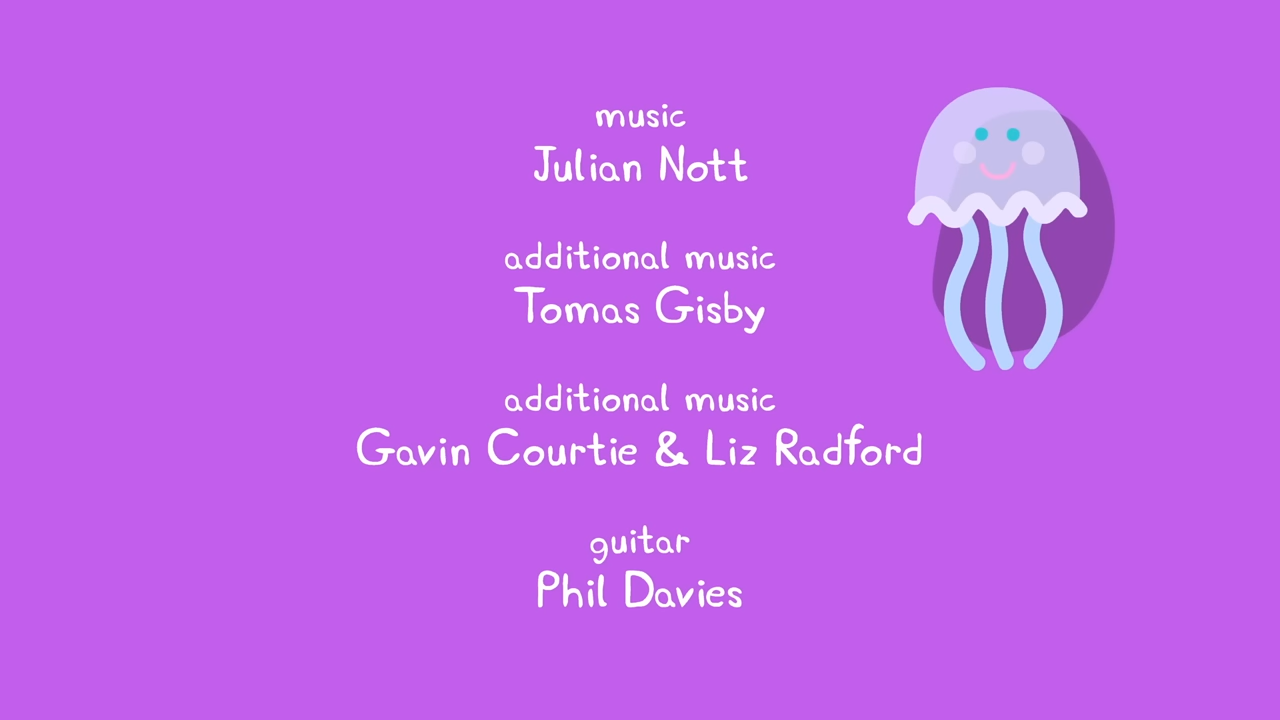 music
Julian Nott
additional music
Tomas Gisby
additional music
Gavin Courtie & Liz Radford
guitar
Phil Davies